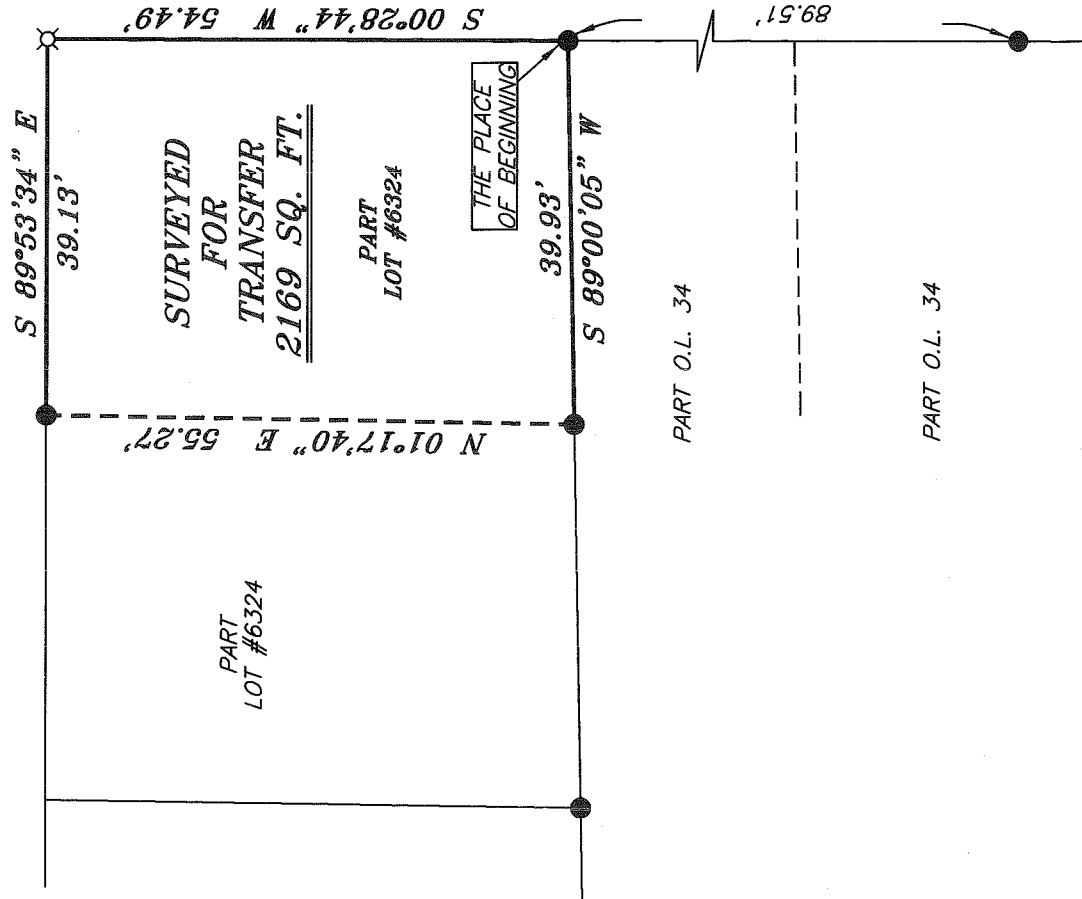 S 00°28'44" W 54.49'
89.51'
S 89°53'34" E
39.13'
SURVEYED
FOR
TRANSFER
2169 SQ. FT.
PART
LOT #6324
THE PLACE
OF BEGINNING
39.93'
S 89°00'05" W
N 01°17'40" E 55.27'
PART O.L. 34
PART O.L. 34
PART
LOT #6324